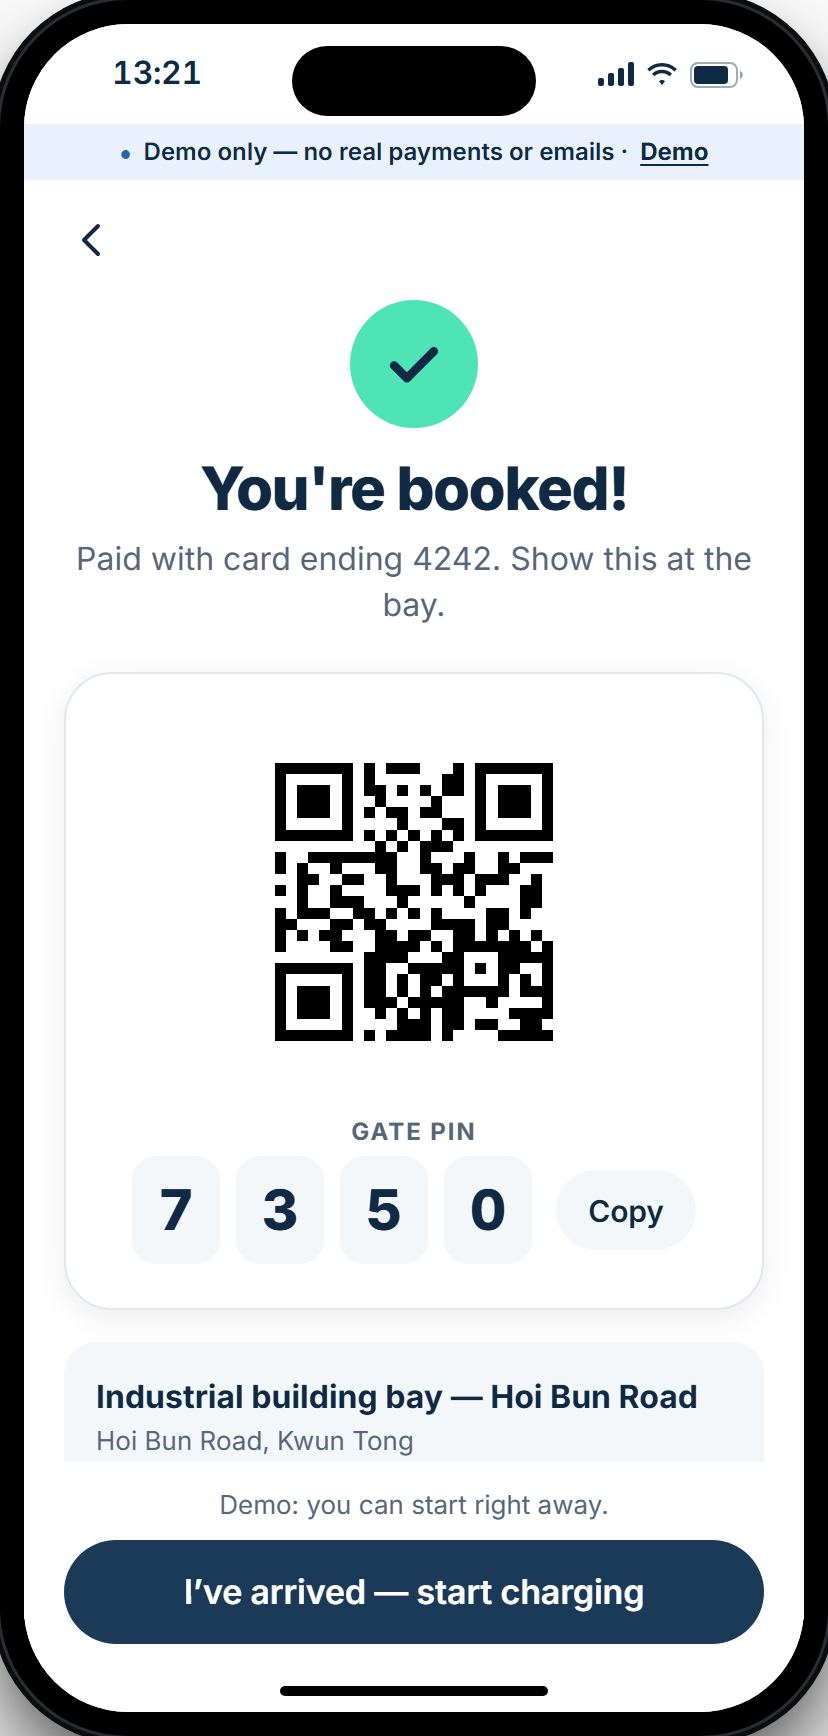 13:21
Demo only — no real payments or emails · Demo
You're booked!
Paid with card ending 4242. Show this at the
bay.
GATE PIN
7 3 5 0 Copy
Industrial building bay — Hoi Bun Road
Hoi Bun Road, Kwun Tong
Demo: you can start right away.
I’ve arrived — start charging